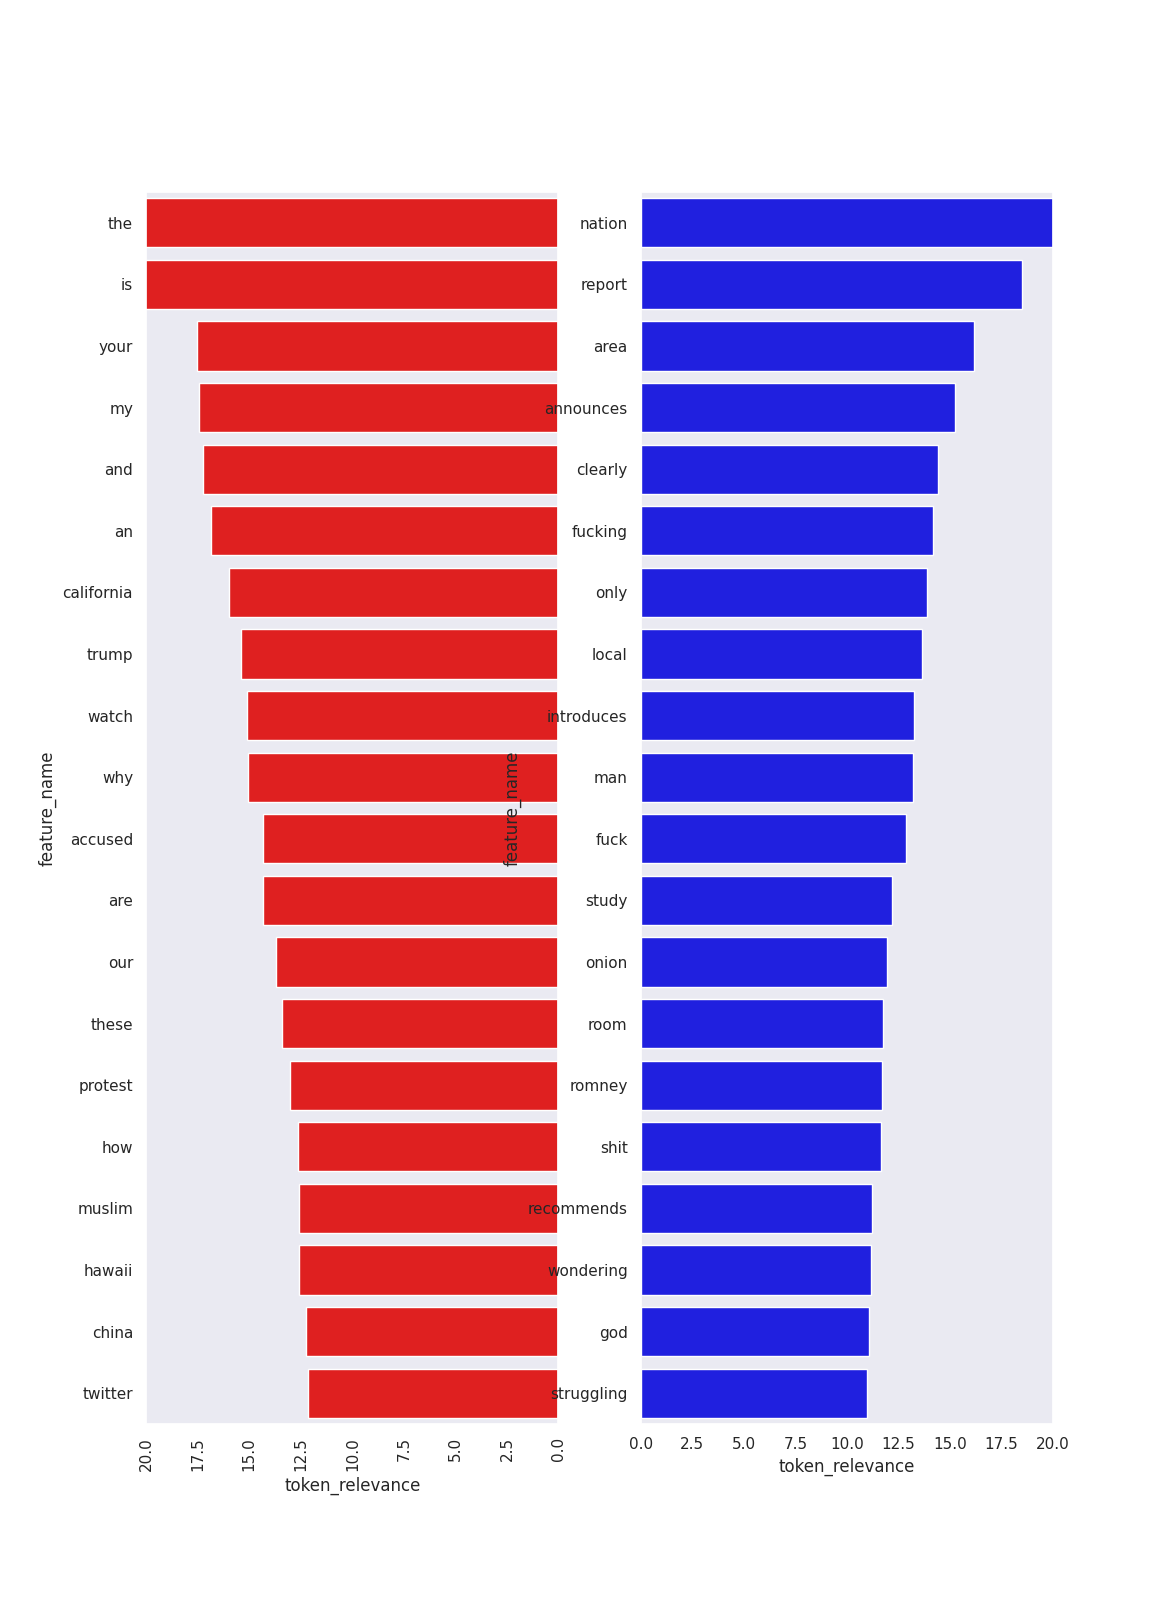 the
is
your
my
and
an
california
trump
watch
why
accused
are
our
these
protest
how
muslim
hawaii
china
twitter
feature_name
20.0 17.5 15.0 12.5 10.0 7.5 5.0 2.5 0.0
token_relevance
nation
report
area
announces
clearly
fucking
only
local
introduces
man
fuck
study
onion
room
romney
shit
recommends
wondering
god
struggling
feature_name
0.0 2.5 5.0 7.5 10.0 12.5 15.0 17.5 20.0
token_relevance